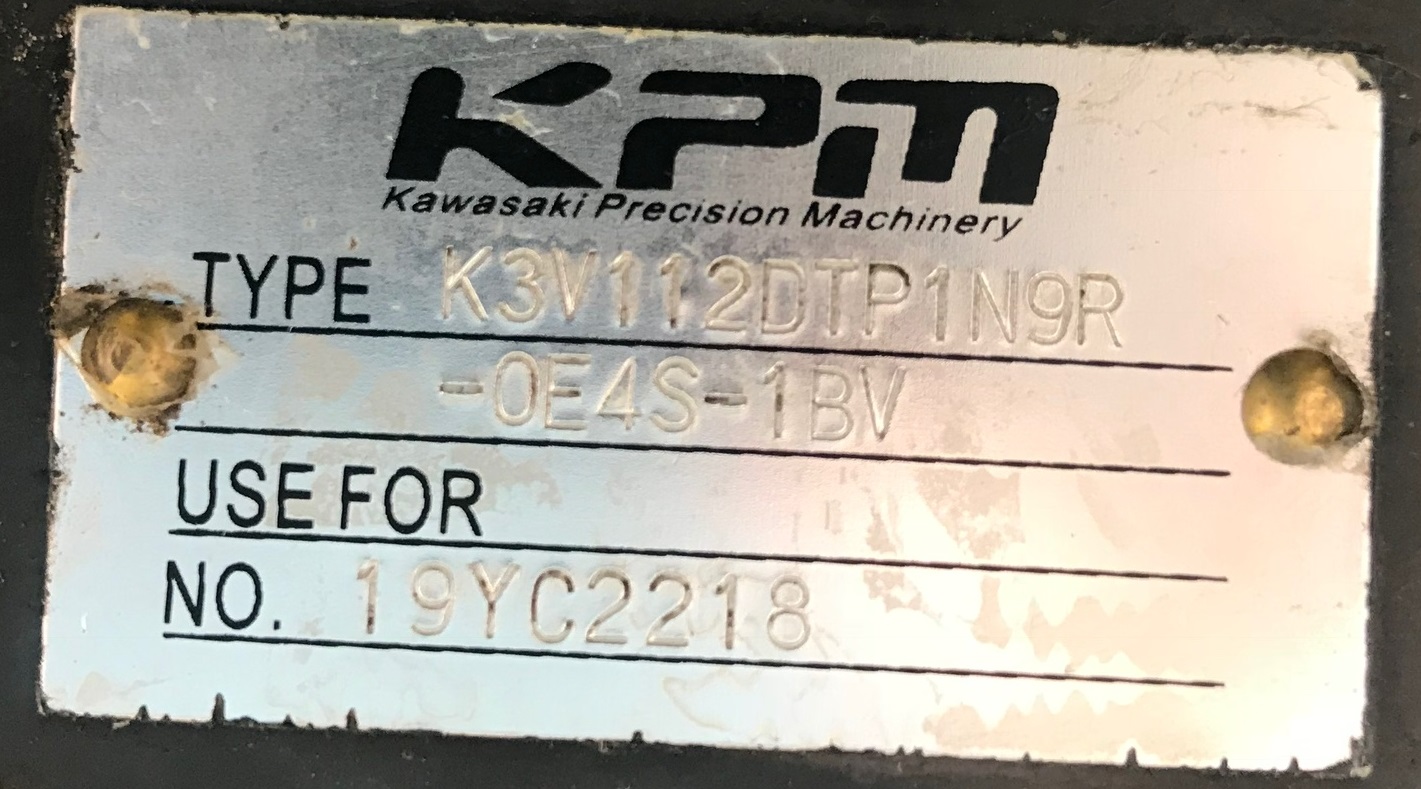 KPM
Kawasaki Precision Machinery
TYPE K3V112DTP1N9R
-0E4S-1BV
USE FOR
NO. 19YC2218